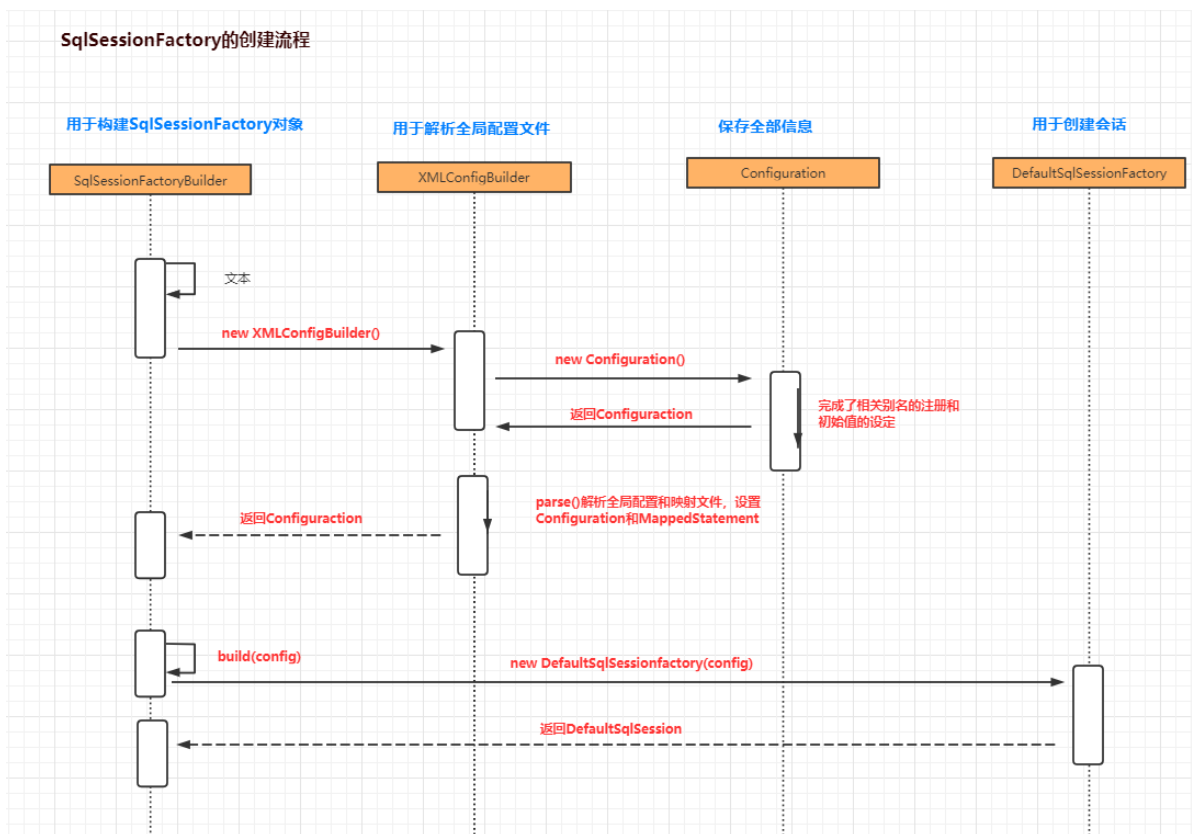 SqlSessionFactory的创建流程
用于构建SqlSessionFactory对象
用于解析全局配置文件
保存全部信息
用于创建会话
SqlSessionFactoryBuilder
XMLConfigBuilder
Configuration
DefaultSqlSessionFactory
文本
new XMLConfigBuilder()
new Configuration()
返回Configuraction
完成了相关别名的注册和
初始值的设定
parse()解析全局配置和映射文件，设置
Configuration和MappedStatement
返回Configuraction
build(config)
new DefaultSqlSessionfactory(config)
返回DefaultSqlSession